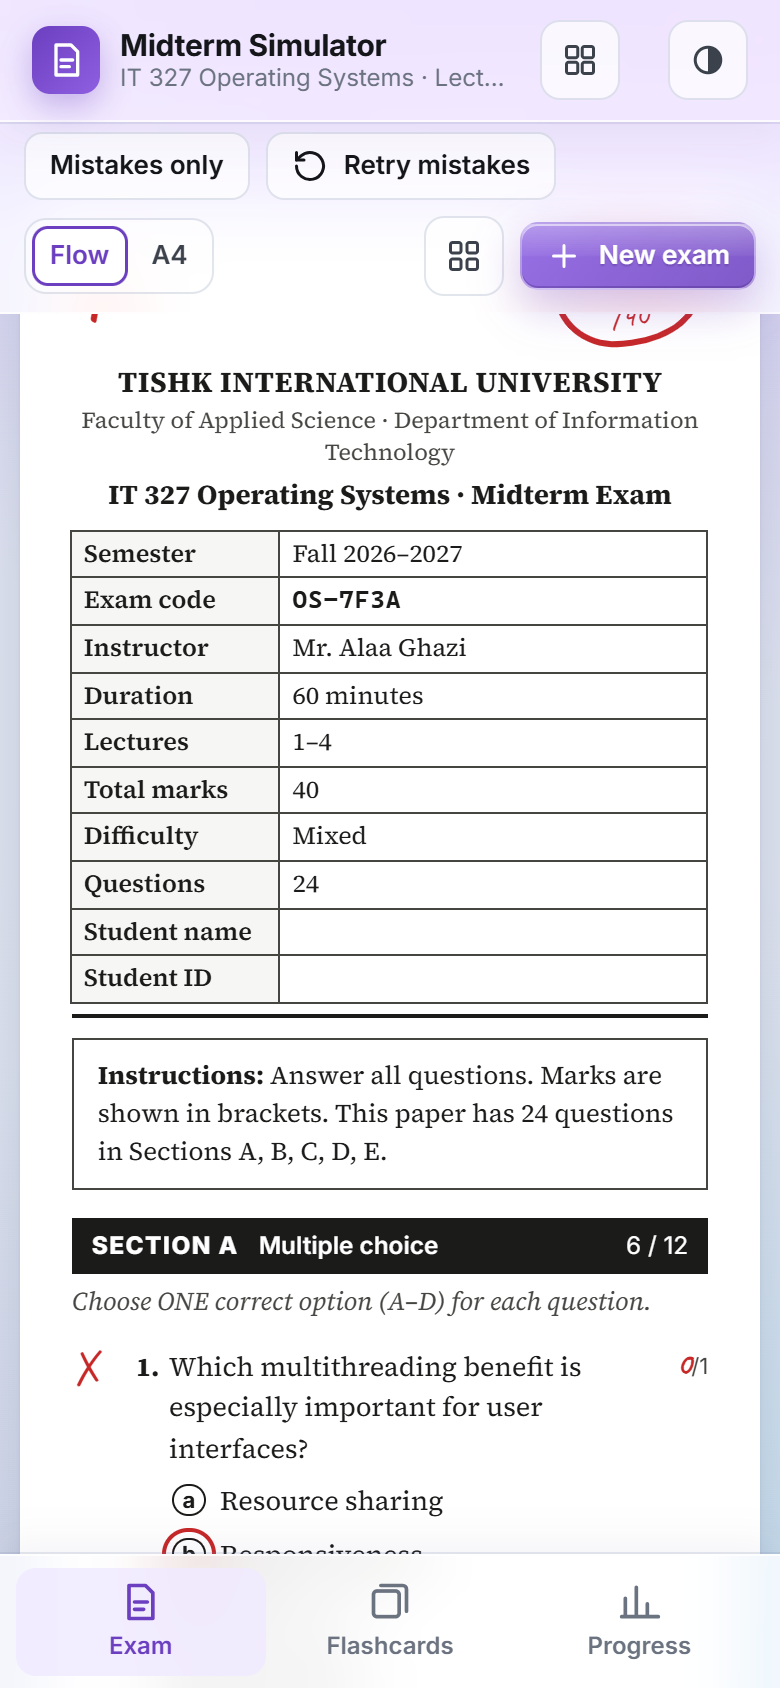 Midterm Simulator
IT 327 Operating Systems · Lect...
Mistakes only
Retry mistakes
Flow
A4
New exam
/40
TISHK INTERNATIONAL UNIVERSITY
Faculty of Applied Science · Department of Information
Technology
IT 327 Operating Systems · Midterm Exam
Semester Fall 2026–2027
Exam code OS-7F3A
Instructor Mr. Alaa Ghazi
Duration 60 minutes
Lectures 1–4
Total marks 40
Difficulty Mixed
Questions 24
Student name
Student ID
Instructions: Answer all questions. Marks are
shown in brackets. This paper has 24 questions
in Sections A, B, C, D, E.
SECTION A Multiple choice 6 / 12
Choose ONE correct option (A–D) for each question.
1. Which multithreading benefit is 0/1
especially important for user
interfaces?
a Resource sharing
b Responsiveness
Exam
Flashcards
Progress